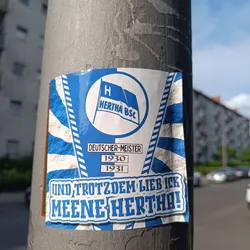 H
HERTHA BSC
DEUTSCHER-MEISTER
1930
1931
UND TROTZDEM LIEB ICK
MEENE HERTHA!